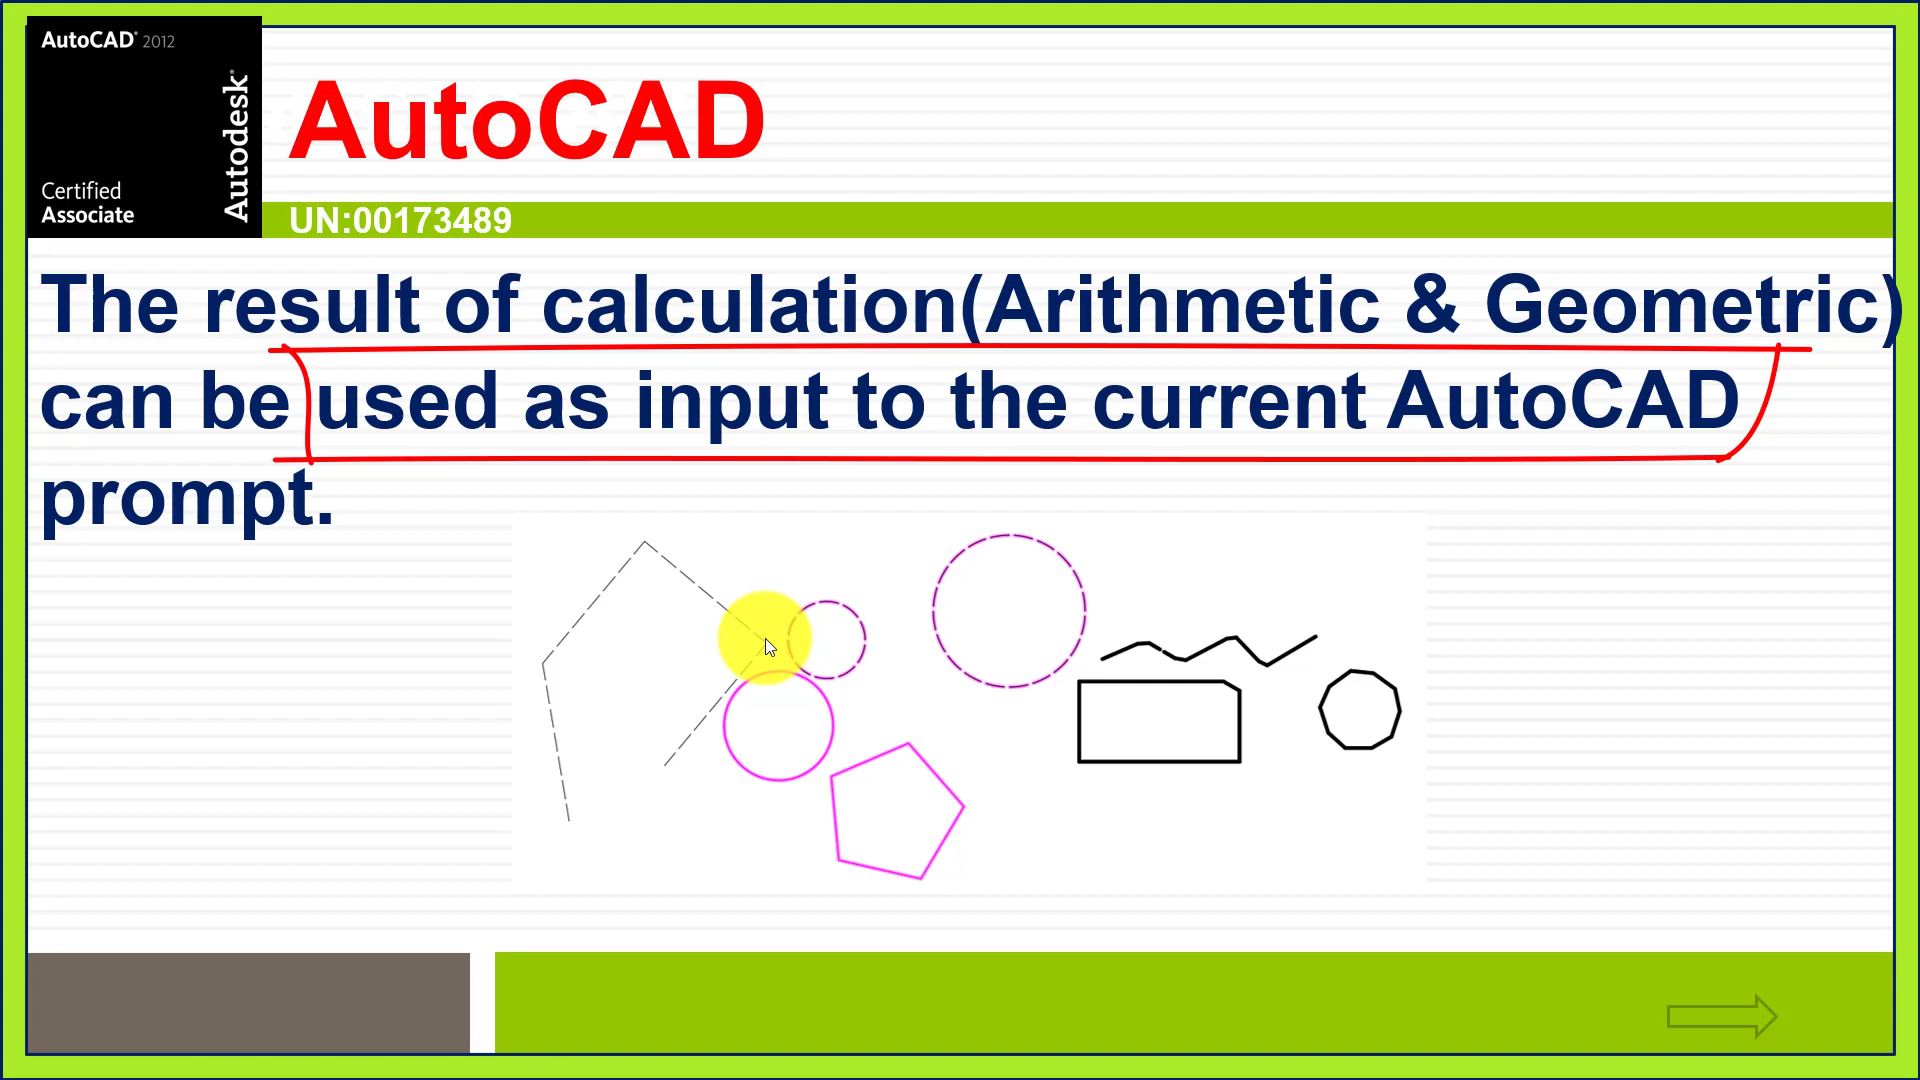 AutoCAD® 2012
Autodesk®
Certified
Associate
AutoCAD
UN:00173489
The result of calculation(Arithmetic & Geometric)
can be used as input to the current AutoCAD
prompt.